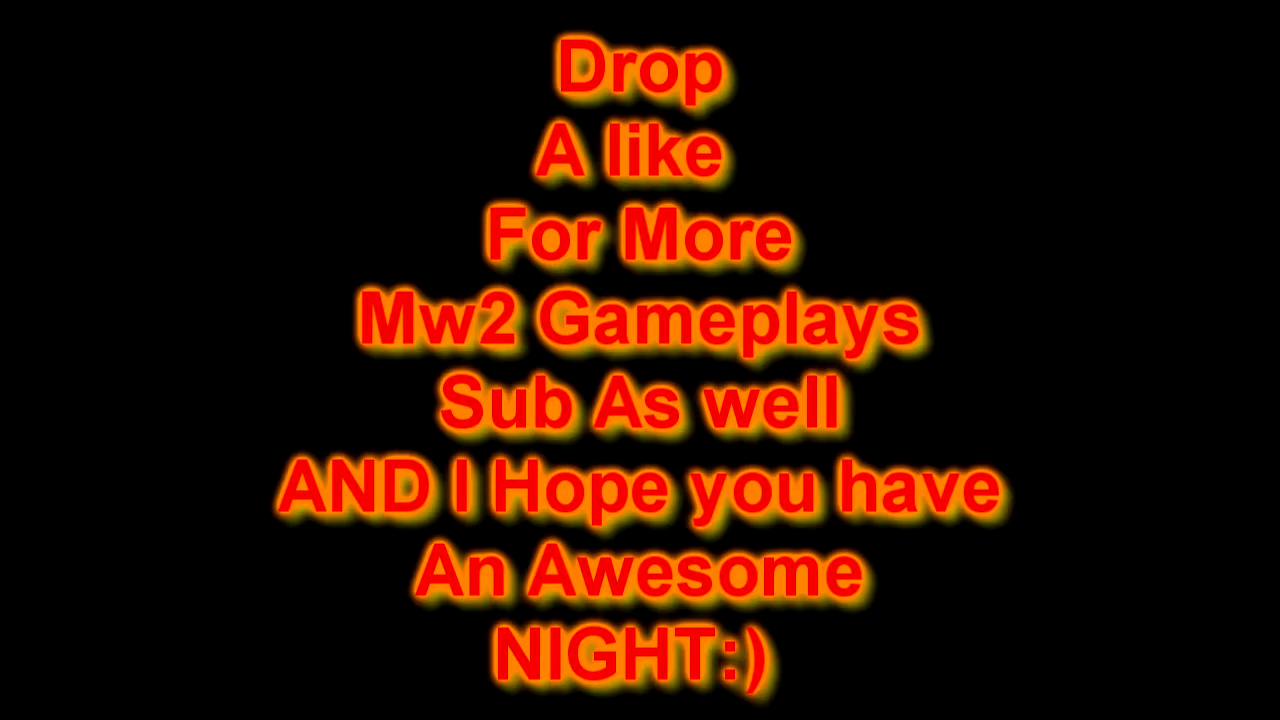 Drop
A like
For More
Mw2 Gameplays
Sub As well
AND I Hope you have
An Awesome
NIGHT:)